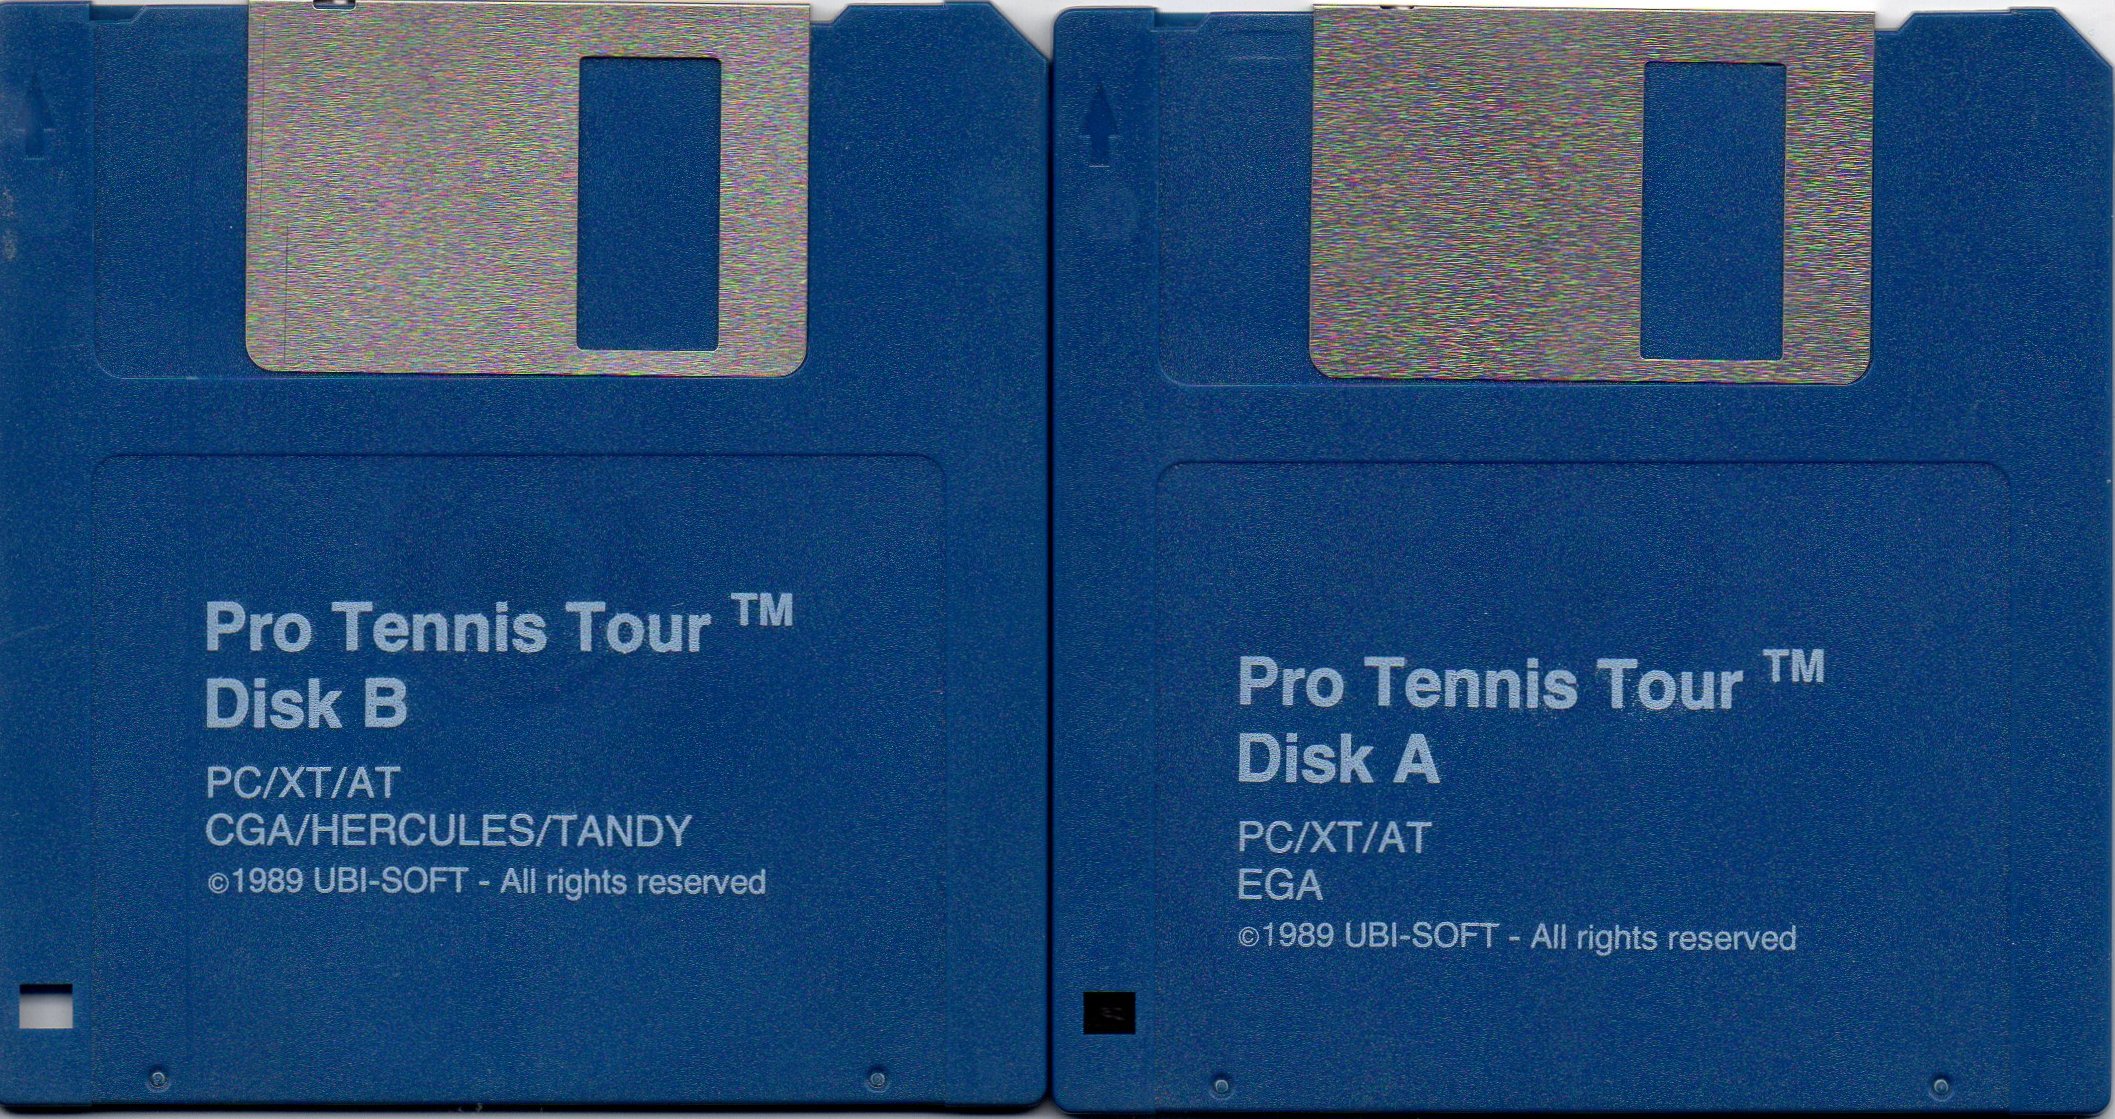 Pro Tennis Tour ™
Disk B
PC/XT/AT
CGA/HERCULES/TANDY
©1989 UBI-SOFT - All rights reserved
Pro Tennis Tour ™
Disk A
PC/XT/AT
EGA
©1989 UBI-SOFT - All rights reserved